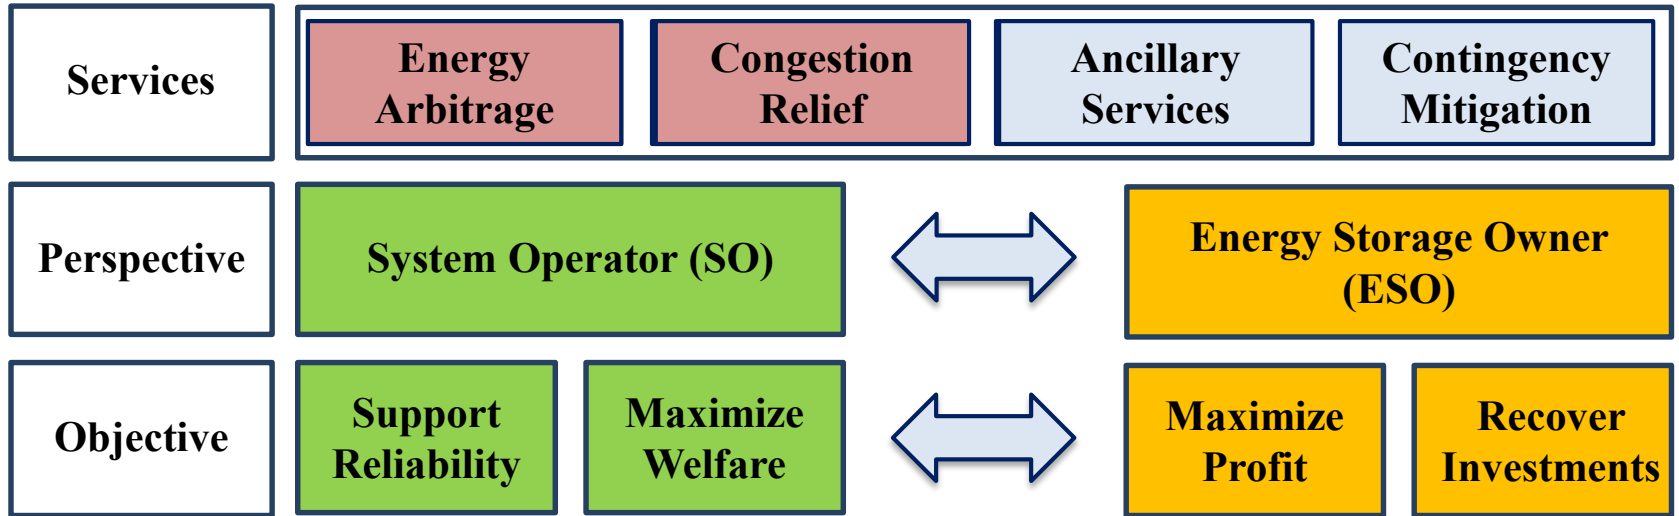 Services
Energy
Arbitrage
Congestion
Relief
Ancillary
Services
Contingency
Mitigation
Perspective
System Operator (SO)
Energy Storage Owner
(ESO)
Objective
Support
Reliability
Maximize
Welfare
Maximize
Profit
Recover
Investments